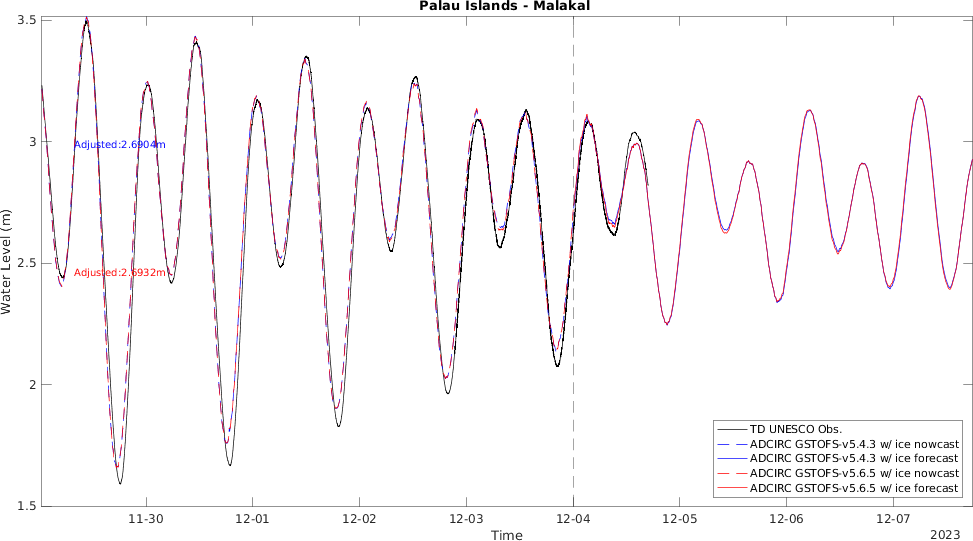 Palau Islands - Malakal
3.5
3
2.5
2
1.5
Water Level (m)
Adjusted:2.6904m
Adjusted:2.6932m
TD UNESCO Obs.
ADCIRC GSTOFS-v5.4.3 w/ ice nowcast
ADCIRC GSTOFS-v5.4.3 w/ ice forecast
ADCIRC GSTOFS-v5.6.5 w/ ice nowcast
ADCIRC GSTOFS-v5.6.5 w/ ice forecast
11-30 12-01 12-02 12-03 12-04 12-05 12-06 12-07
Time
2023